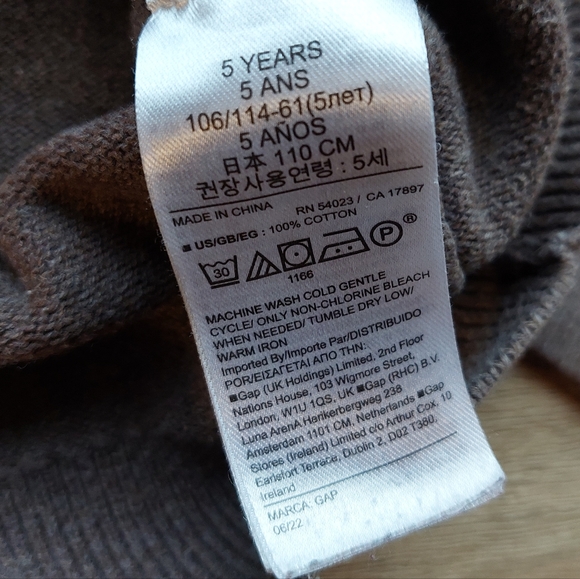 5 YEARS
5 ANS
106/114-61(5лет)
5 AÑOS
日本 110 CM
권장사용연령 : 5세
MADE IN CHINA RN 54023 / CA 17897
■ US/GB/EG : 100% COTTON
30 P ®
1166
MACHINE WASH COLD GENTLE
CYCLE/ ONLY NON-CHLORINE BLEACH
WHEN NEEDED/ TUMBLE DRY LOW/
WARM IRON
Imported By/Importe Par/DISTRIBUIDO
POR/ΕΙΣΑΓΕΤΑΙ ΑΠΟ ΤΗΝ:
■Gap (UK Holdings) Limited, 2nd Floor
Nations House, 103 Wigmore Street,
London, W1U 1QS, UK ■Gap (RHC) B.V.
Luna ArenA Herikerbergweg 238
Amsterdam 1101 CM, Netherlands ■Gap
Stores (Ireland) Limited c/o Arthur Cox, 10
Earlsfort Terrace, Dublin 2, D02 T380,
Ireland
MARCA: GAP
06/22